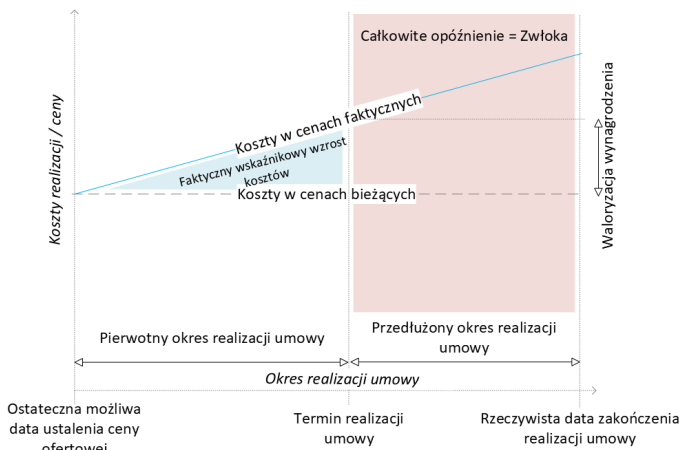 Całkowite opóźnienie = Zwłoka
Koszty realizacji / ceny
Koszty w cenach faktycznych
Faktyczny wskaźnikowy wzrost
kosztów
Koszty w cenach bieżących
Waloryzacja wynagrodzenia
Pierwotny okres realizacji umowy
Przedłużony okres realizacji
umowy
Okres realizacji umowy
Ostateczna możliwa
data ustalenia ceny
ofertowej
Termin realizacji
umowy
Rzeczywista data zakończenia
realizacji umowy